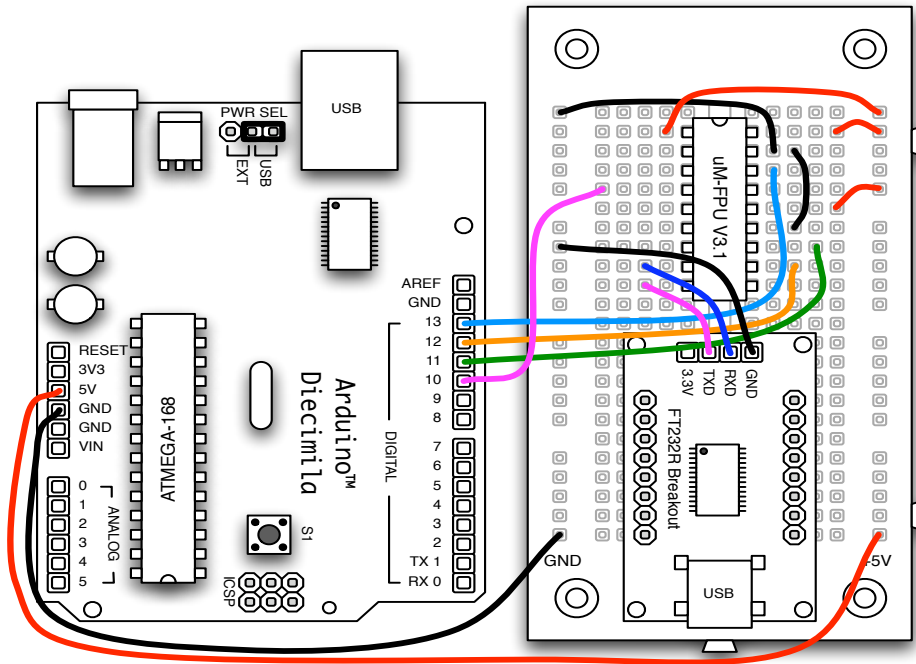 USB
PWR SEL
EXT
USB
AREF
GND
13
12
11
10
9
8
7
6
5
4
3
2
TX 1
RX 0
DIGITAL
RESET
3V3
5V
GND
GND
VIN
0
1
2
3
4
5
ANALOG
ATMEGA-168
Arduino™
Diecimila
S1
ICSP
uM-FPU V3.1
3.3V
TXD
RXD
GND
FT232R Breakout
USB
GND
+5V